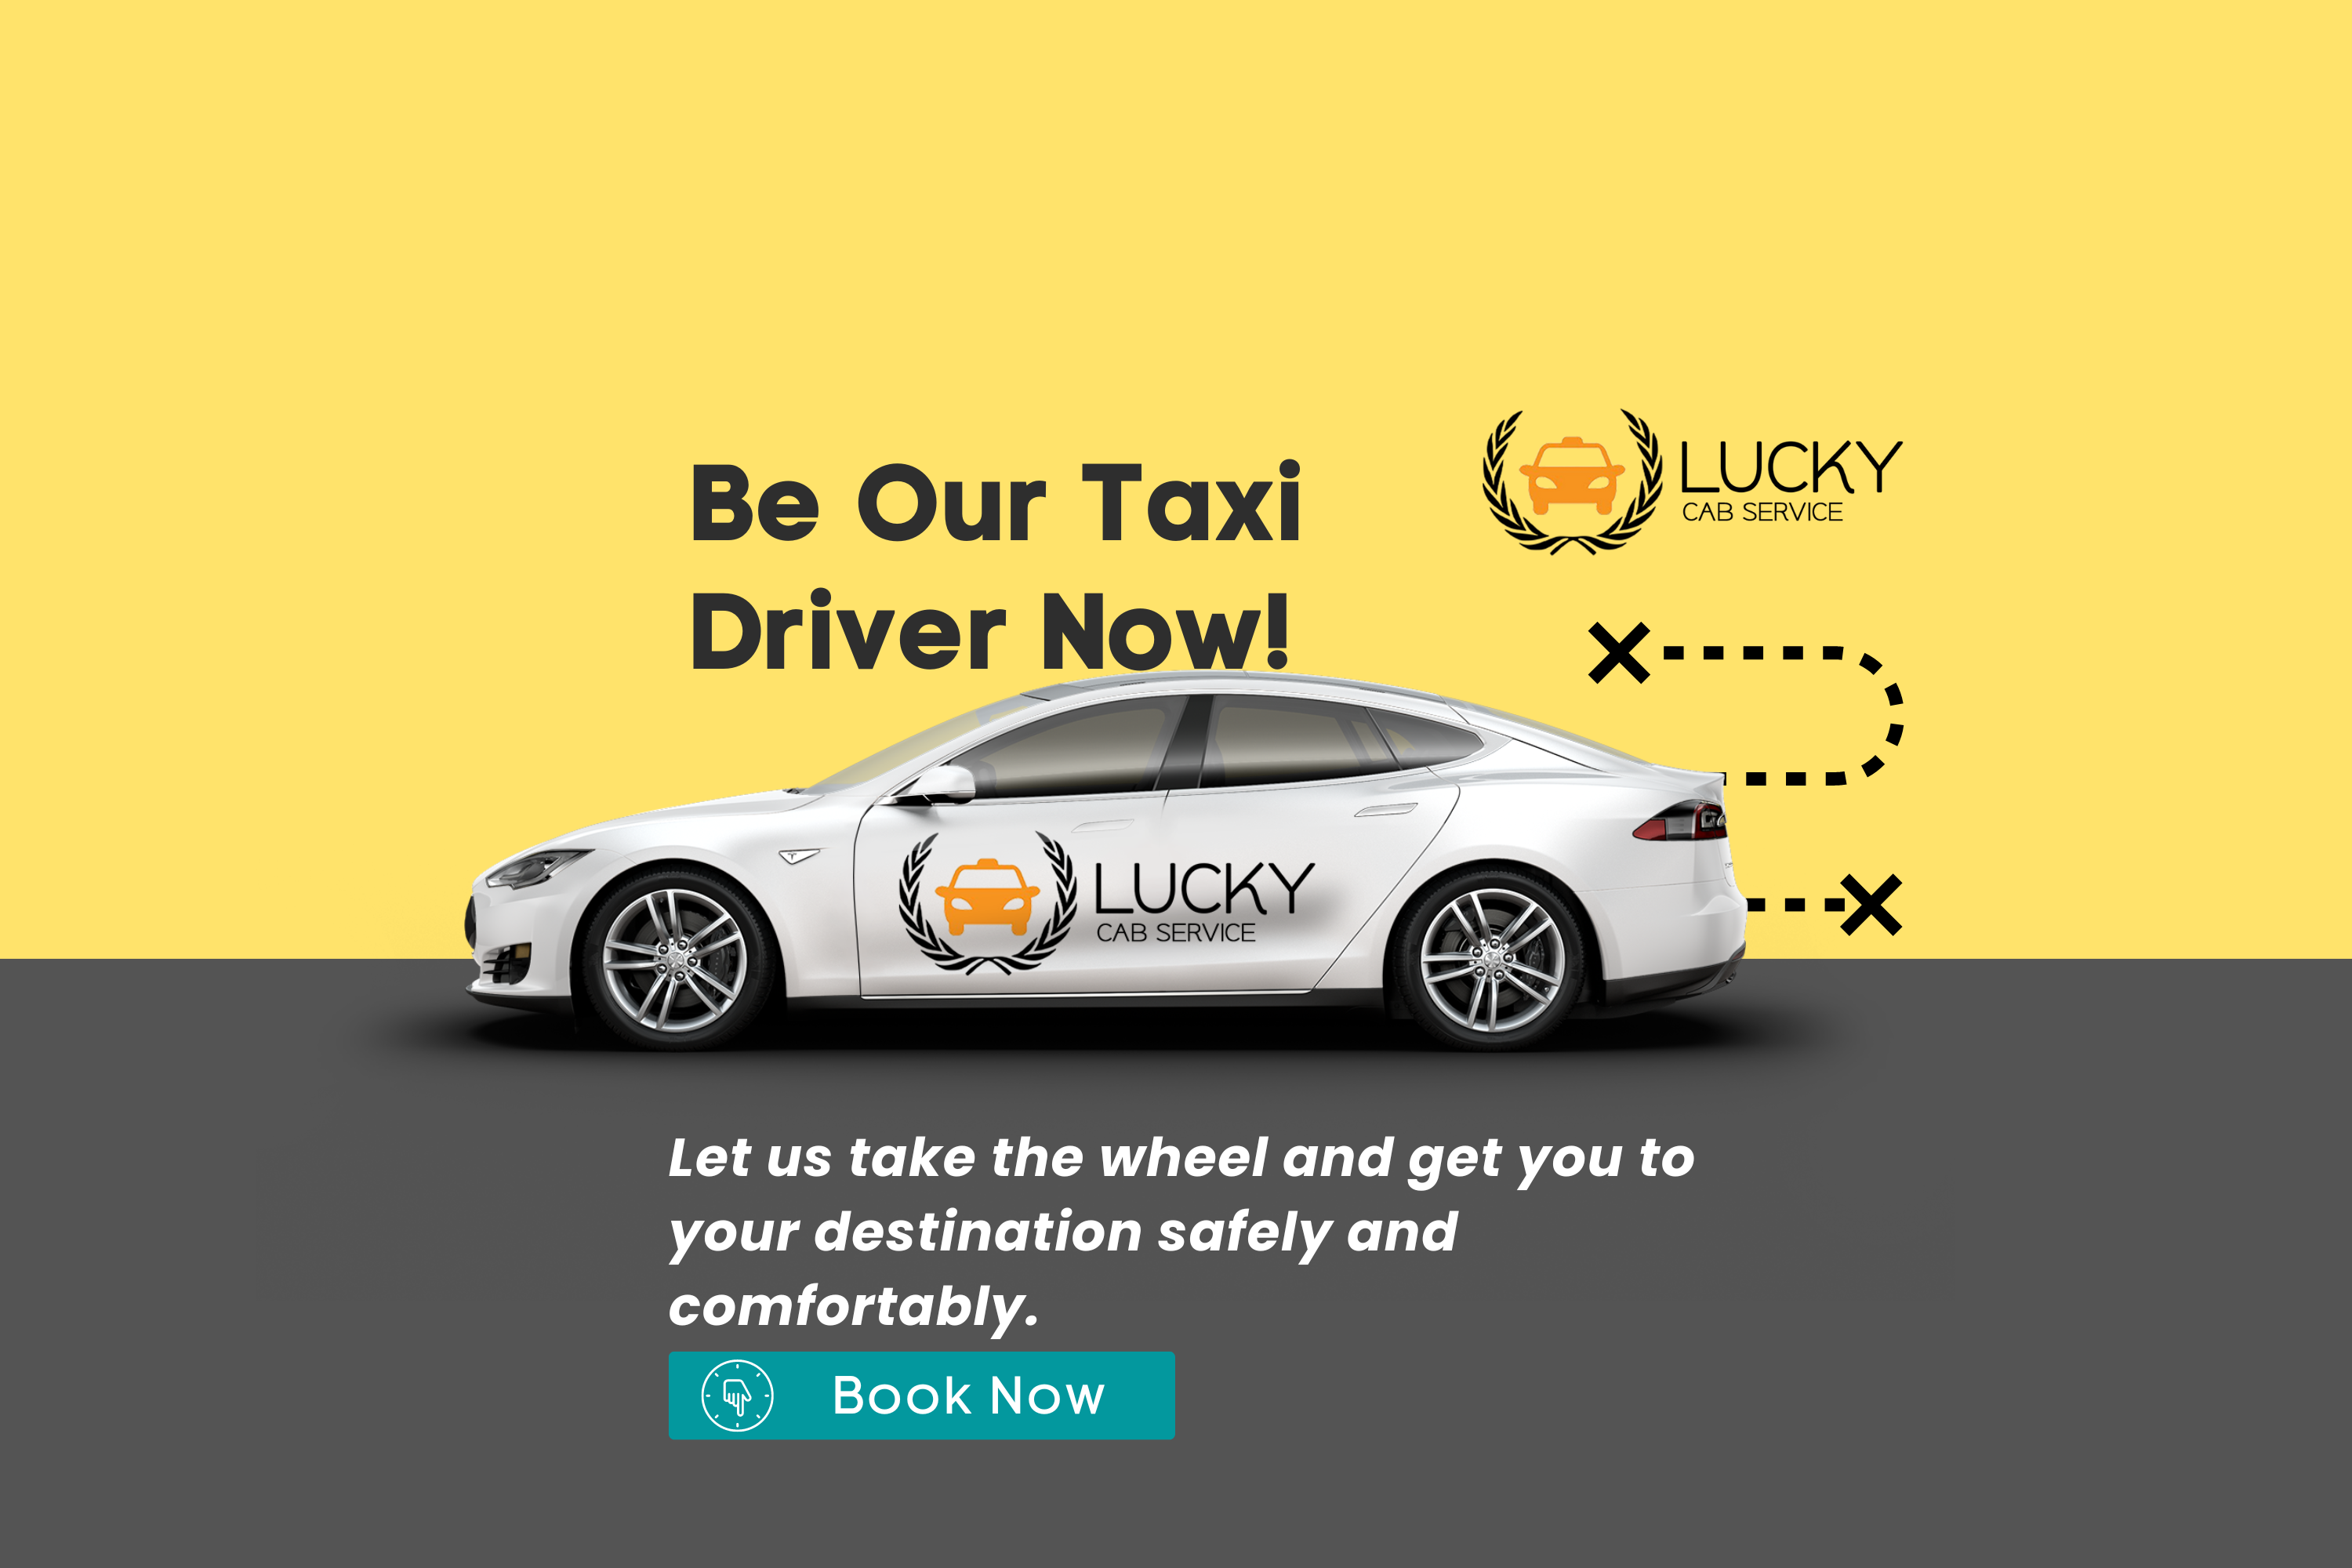 Be Our Taxi
Driver Now!
LUCKY
CAB SERVICE
LUCKY
CAB SERVICE
Let us take the wheel and get you to
your destination safely and
comfortably.
Book Now